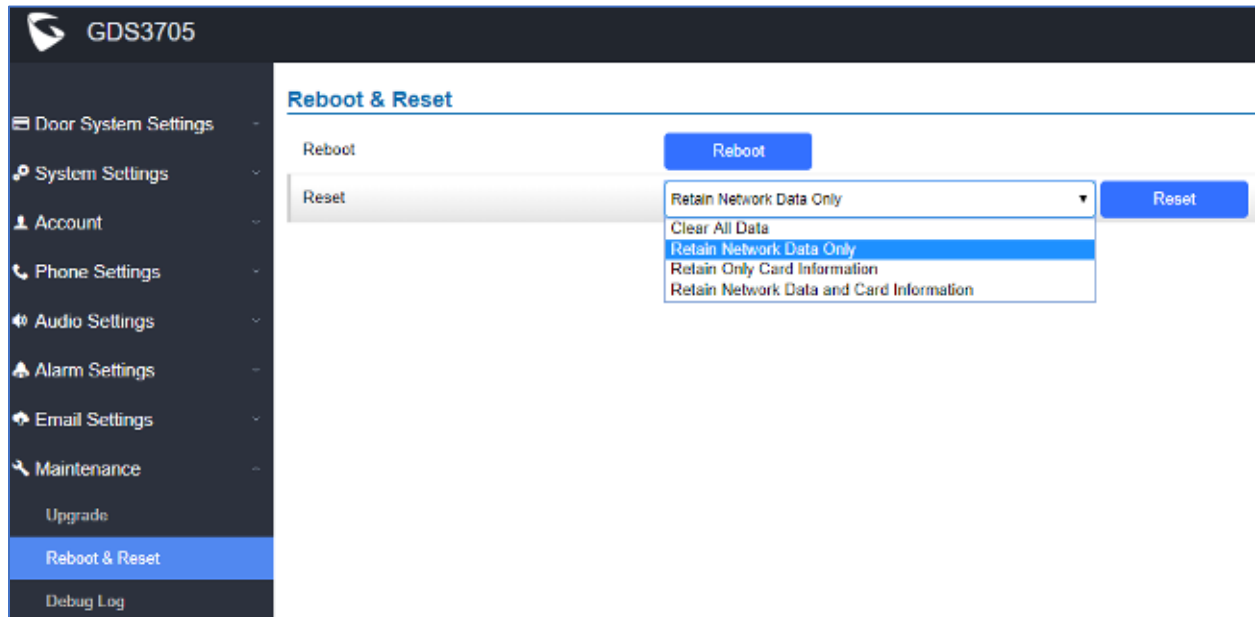 GDS3705
Door System Settings
System Settings
Account
Phone Settings
Audio Settings
Alarm Settings
Email Settings
Maintenance
Upgrade
Reboot & Reset
Debug Log
Reboot & Reset
Reboot
Reboot
Reset
Retain Network Data Only
Reset
Clear All Data
Retain Network Data Only
Retain Only Card Information
Retain Network Data and Card Information